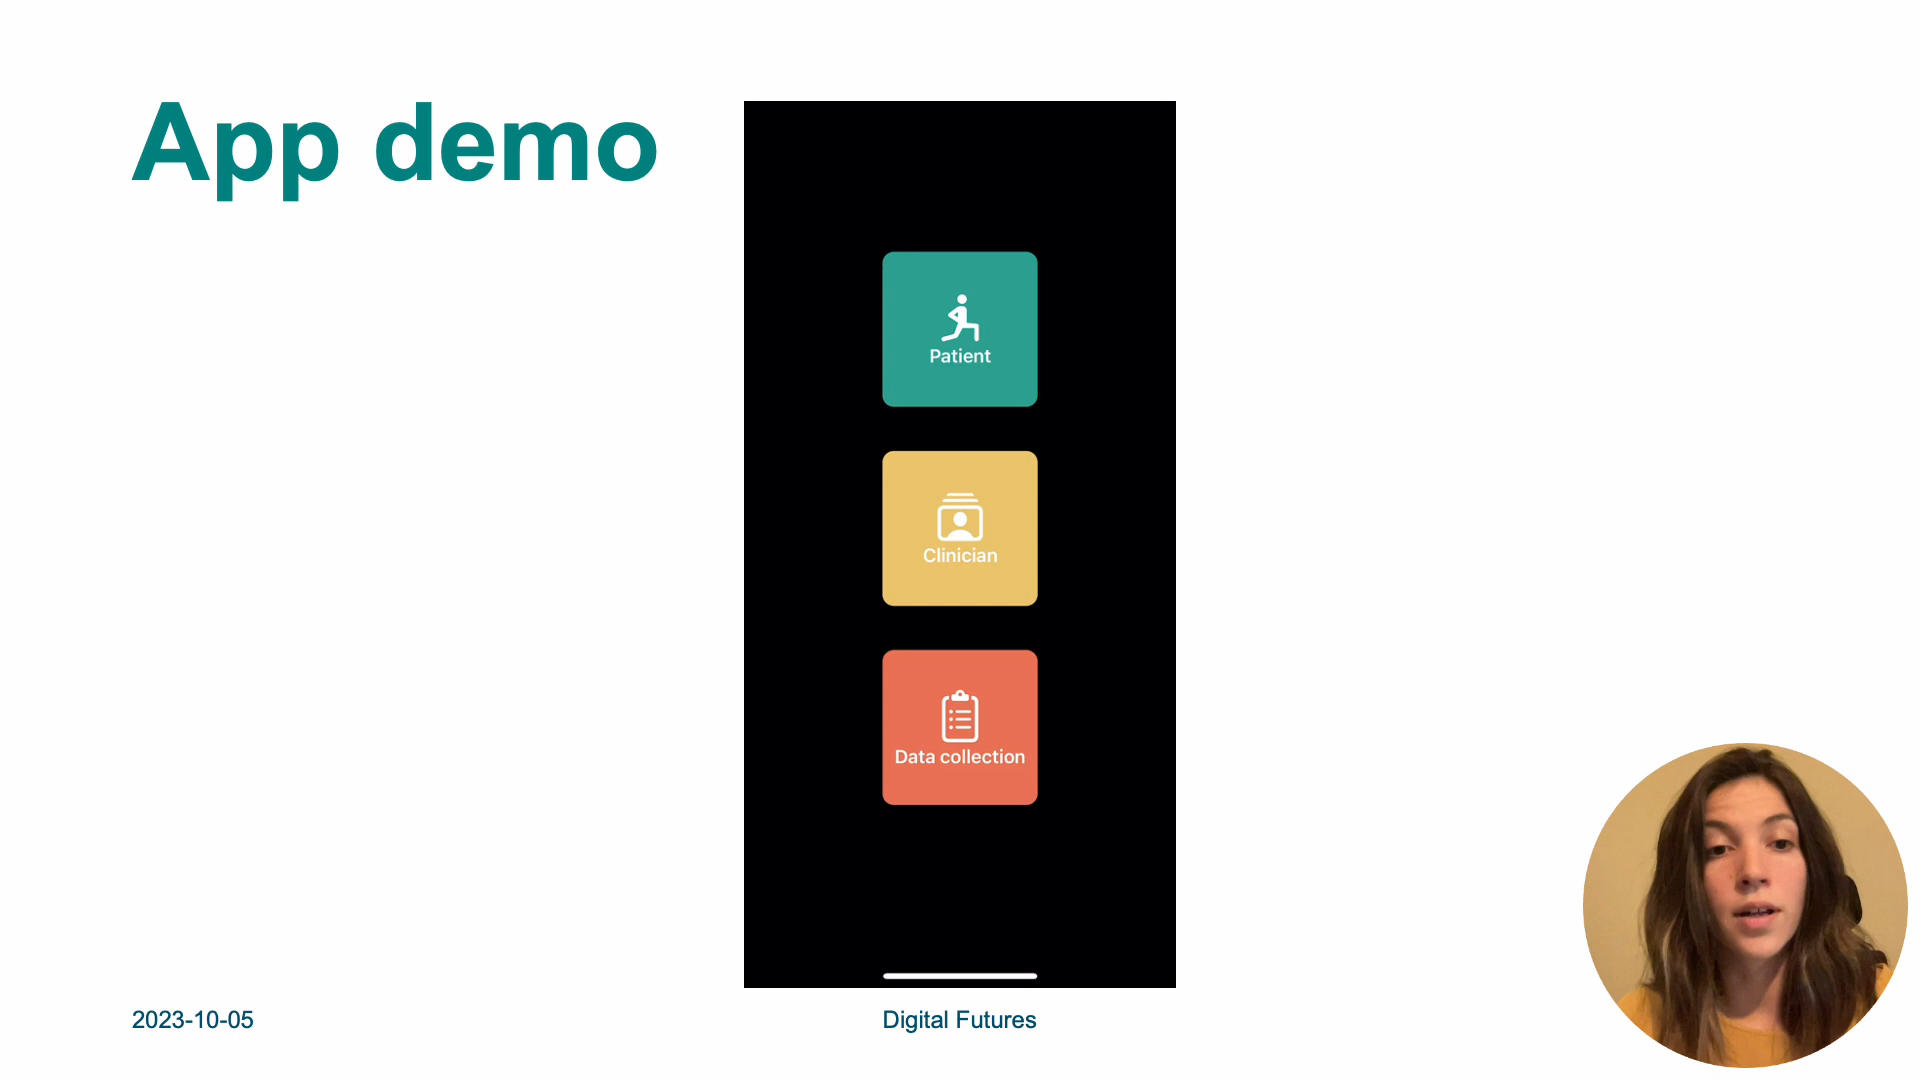 App demo
Patient
Clinician
Data collection
2023-10-05
Digital Futures